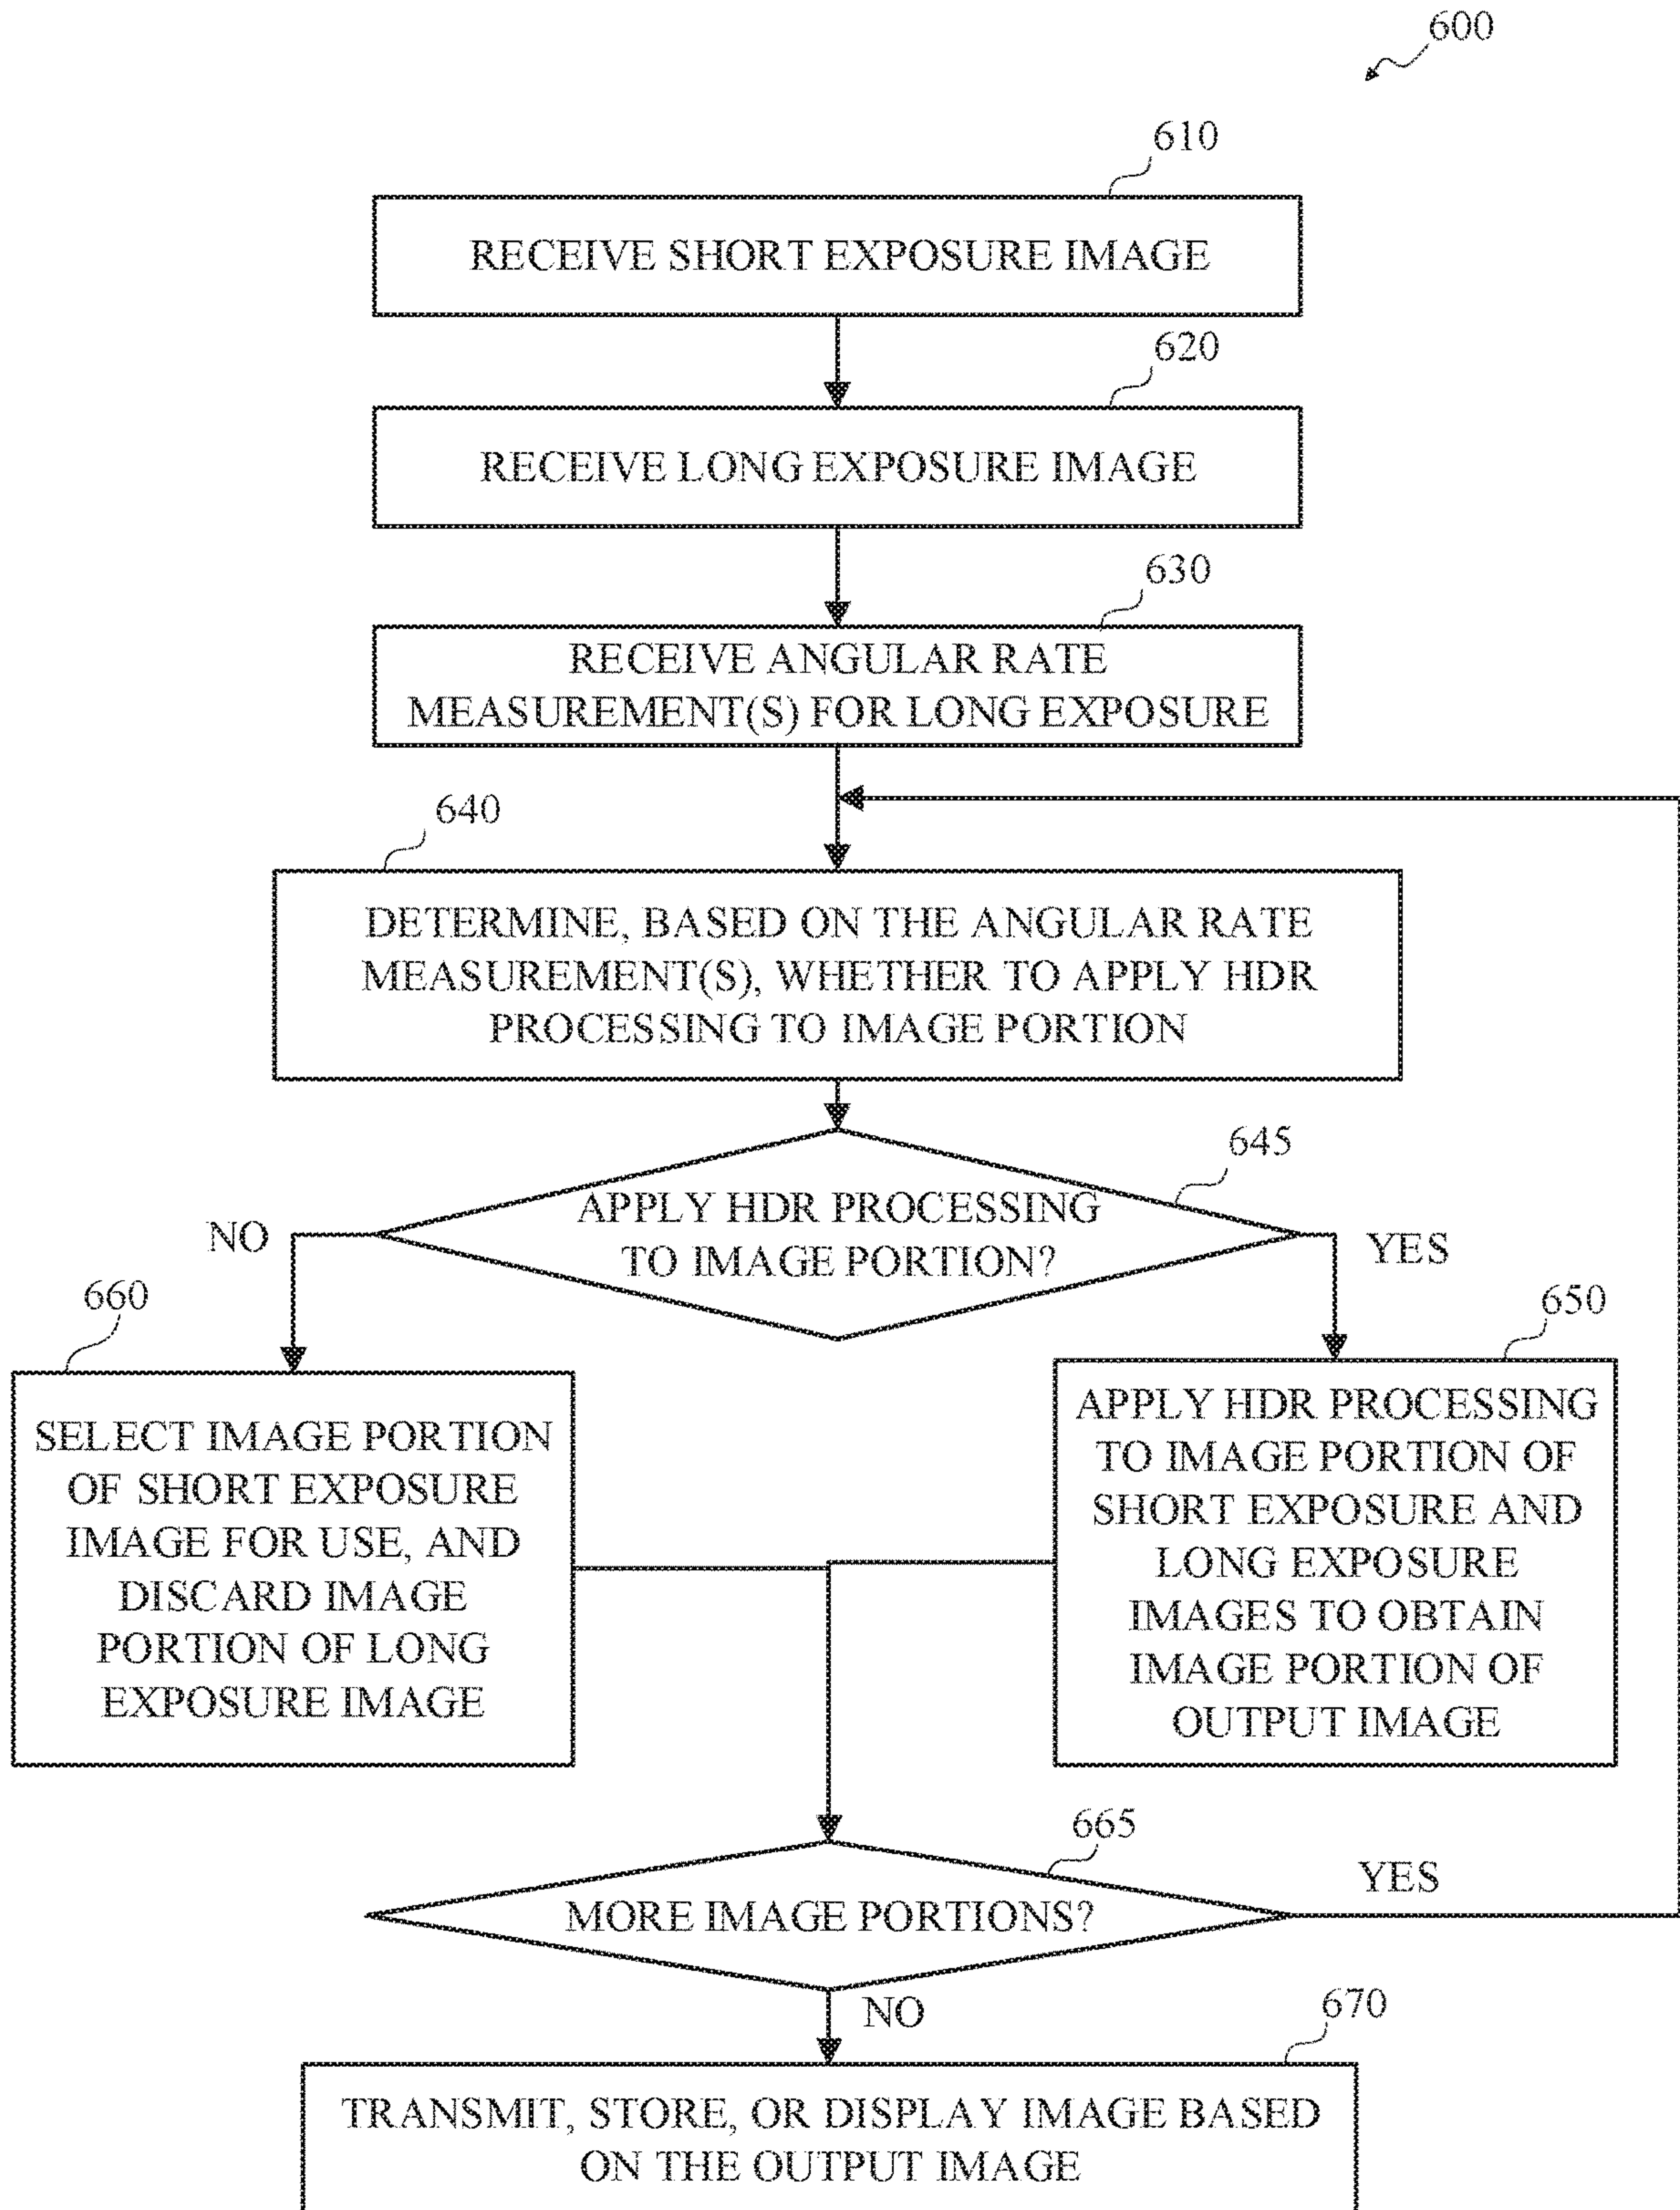 600
610
RECEIVE SHORT EXPOSURE IMAGE
620
RECEIVE LONG EXPOSURE IMAGE
630
RECEIVE ANGULAR RATE
MEASUREMENT(S) FOR LONG EXPOSURE
640
DETERMINE, BASED ON THE ANGULAR RATE
MEASUREMENT(S), WHETHER TO APPLY HDR
PROCESSING TO IMAGE PORTION
645
APPLY HDR PROCESSING
TO IMAGE PORTION?
NO
YES
660
SELECT IMAGE PORTION
OF SHORT EXPOSURE
IMAGE FOR USE, AND
DISCARD IMAGE
PORTION OF LONG
EXPOSURE IMAGE
650
APPLY HDR PROCESSING
TO IMAGE PORTION OF
SHORT EXPOSURE AND
LONG EXPOSURE
IMAGES TO OBTAIN
IMAGE PORTION OF
OUTPUT IMAGE
665
MORE IMAGE PORTIONS?
YES
NO
670
TRANSMIT, STORE, OR DISPLAY IMAGE BASED
ON THE OUTPUT IMAGE